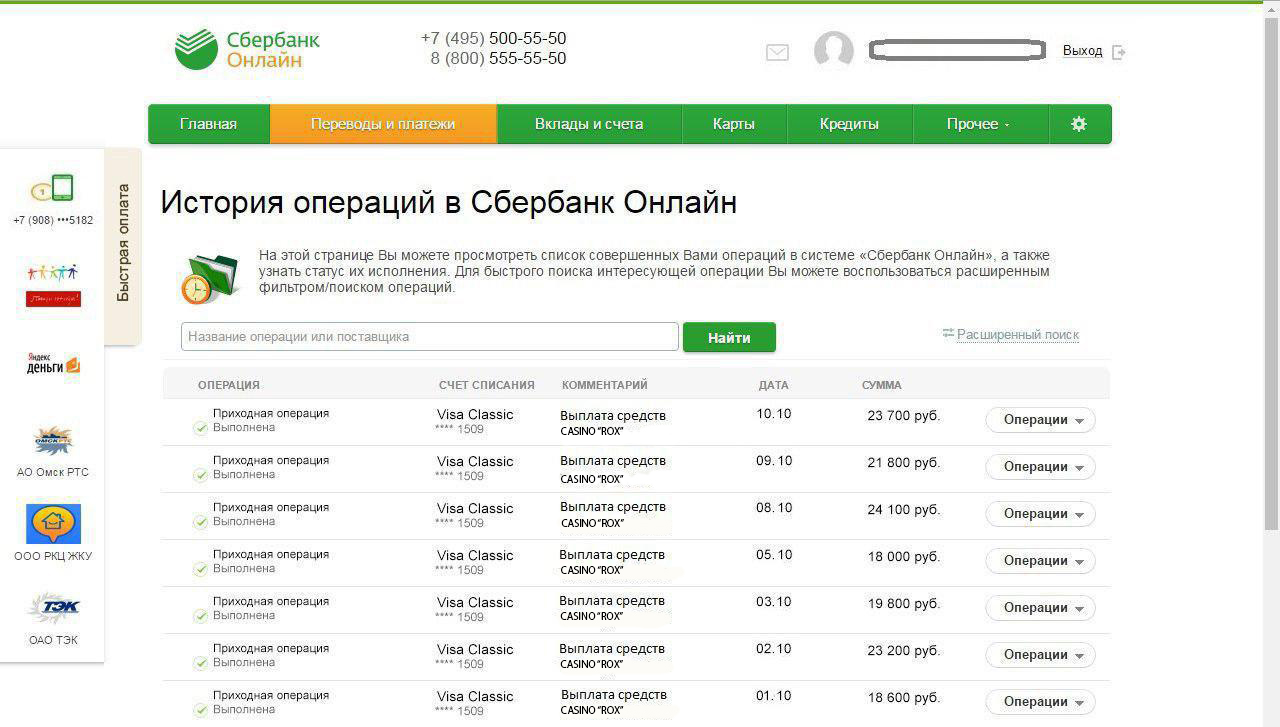 Сбербанк
Онлайн
+7 (495) 500-55-50
8 (800) 555-55-50
Выход
Главная
Переводы и платежи
Вклады и счета
Карты
Кредиты
Прочее
+7 (908) •••5182
Яндекс
деньги
ОМСКРТС
АО Омск РТС
ООО РКЦ ЖКУ
ТЭК
ОАО ТЭК
Быстрая оплата
История операций в Сбербанк Онлайн
На этой странице Вы можете просмотреть список совершенных Вами операций в системе «Сбербанк Онлайн», а также
узнать статус их исполнения. Для быстрого поиска интересующей операции Вы можете воспользоваться расширенным
фильтром/поиском операций.
Название операции или поставщика
Найти
Расширенный поиск
ОПЕРАЦИЯ СЧЕТ СПИСАНИЯ КОММЕНТАРИЙ ДАТА СУММА
Приходная операция Visa Classic Выплата средств 10.10 23 700 руб. Операции
Выполнена **** 1509 CASINO “ROX”
Приходная операция Visa Classic Выплата средств 09.10 21 800 руб. Операции
Выполнена **** 1509 CASINO “ROX”
Приходная операция Visa Classic Выплата средств 08.10 24 100 руб. Операции
Выполнена **** 1509 CASINO “ROX”
Приходная операция Visa Classic Выплата средств 05.10 18 000 руб. Операции
Выполнена **** 1509 CASINO “ROX”
Приходная операция Visa Classic Выплата средств 03.10 19 800 руб. Операции
Выполнена **** 1509 CASINO “ROX”
Приходная операция Visa Classic Выплата средств 02.10 23 200 руб. Операции
Выполнена **** 1509 CASINO “ROX”
Приходная операция Visa Classic Выплата средств 01.10 18 600 руб. Операции
Выполнена **** 1509 CASINO “ROX”